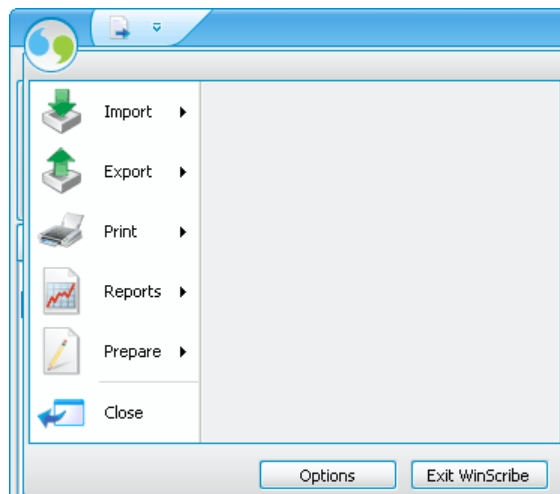 Import
Export
Print
Reports
Prepare
Close
Options
Exit WinScribe